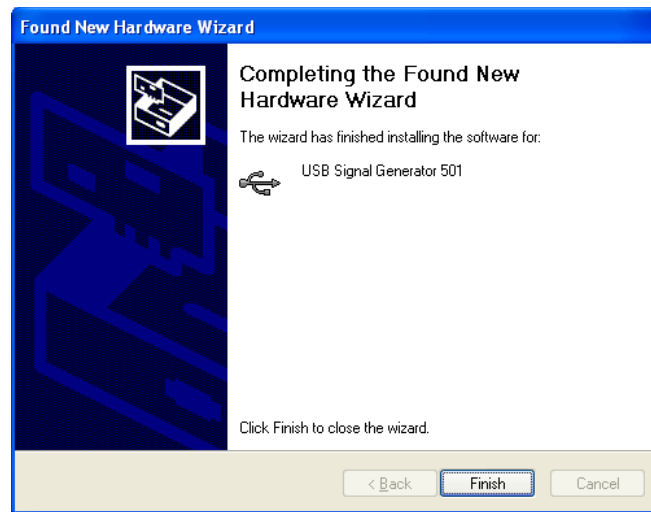 Found New Hardware Wizard
Completing the Found New
Hardware Wizard
The wizard has finished installing the software for:
USB Signal Generator 501
Click Finish to close the wizard.
< Back
Finish
Cancel